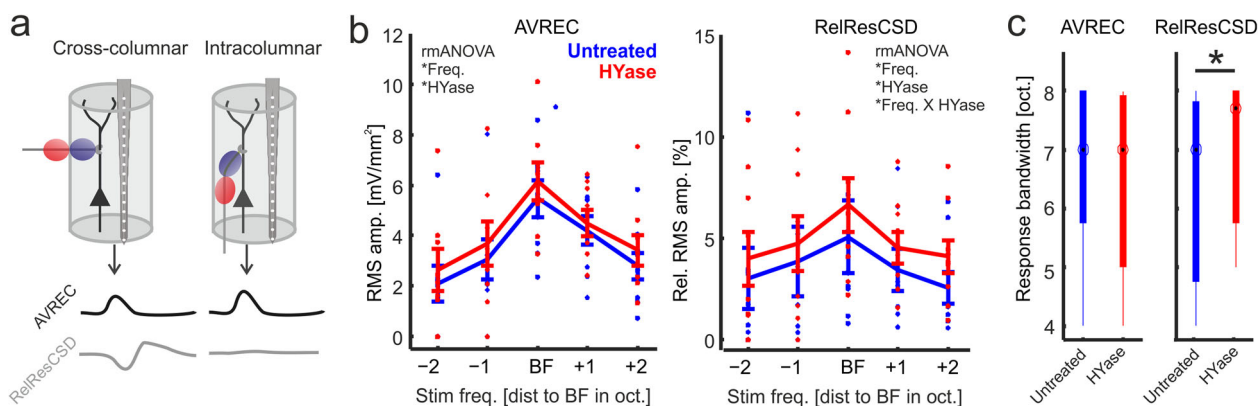 a
Cross-columnar
Intracolumnar
AVREC
RelResCSD
b
AVREC
rmANOVA
*Freq.
*HYase
Untreated
HYase
RMS amp. [mV/mm²]
12
10
8
6
4
2
0
−2
−1
BF
+1
+2
Stim freq. [dist to BF in oct.]
RelResCSD
rmANOVA
*Freq.
*HYase
*Freq. X HYase
Rel. RMS amp. [%]
15
10
5
0
−2
−1
BF
+1
+2
Stim freq. [dist to BF in oct.]
c
AVREC
RelResCSD
*
Response bandwidth [oct.]
8
7
6
5
4
Untreated
HYase
Untreated
HYase